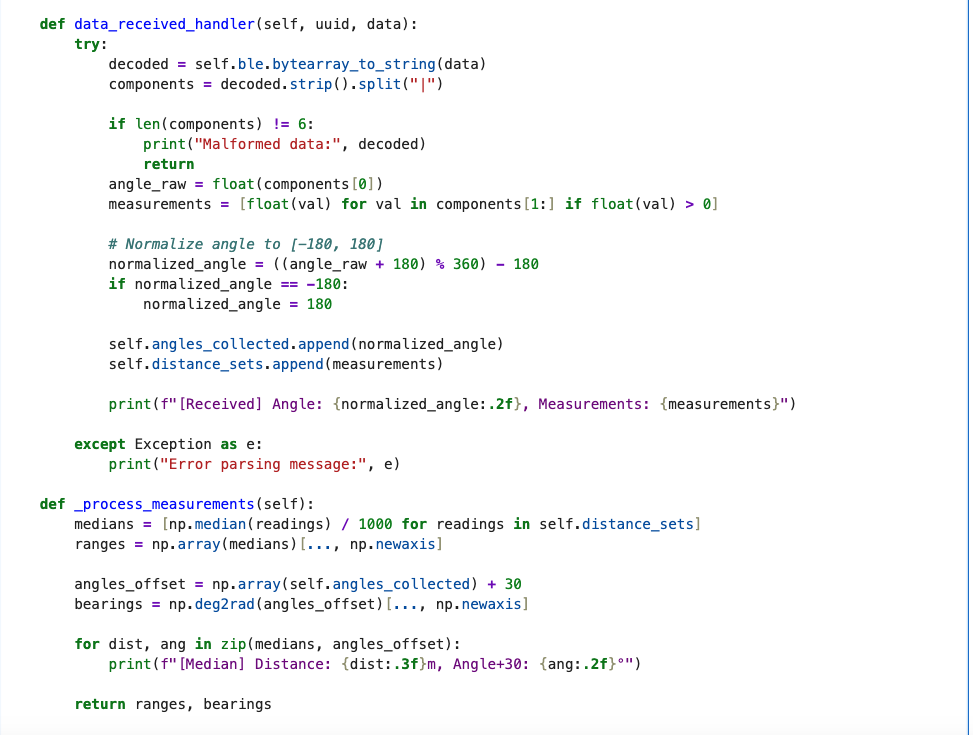 def data_received_handler(self, uuid, data):
    try:
        decoded = self.ble.bytearray_to_string(data)
        components = decoded.strip().split("|")

        if len(components) != 6:
            print("Malformed data:", decoded)
            return
        angle_raw = float(components[0])
        measurements = [float(val) for val in components[1:] if float(val) > 0]

        # Normalize angle to [-180, 180]
        normalized_angle = ((angle_raw + 180) % 360) - 180
        if normalized_angle == -180:
            normalized_angle = 180

        self.angles_collected.append(normalized_angle)
        self.distance_sets.append(measurements)

        print(f"[Received] Angle: {normalized_angle:.2f}, Measurements: {measurements}")

    except Exception as e:
        print("Error parsing message:", e)

def _process_measurements(self):
    medians = [np.median(readings) / 1000 for readings in self.distance_sets]
    ranges = np.array(medians)[..., np.newaxis]

    angles_offset = np.array(self.angles_collected) + 30
    bearings = np.deg2rad(angles_offset)[..., np.newaxis]

    for dist, ang in zip(medians, angles_offset):
        print(f"[Median] Distance: {dist:.3f}m, Angle+30: {ang:.2f}°")

    return ranges, bearings